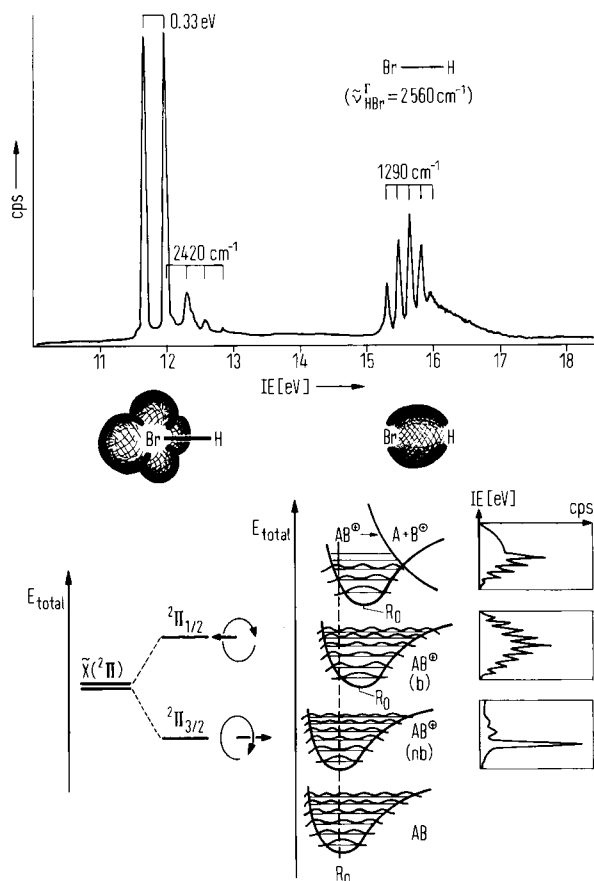 0.33 eV
Br — H
(ν̃ᴵ_HBr = 2560 cm⁻¹)
2420 cm⁻¹
1290 cm⁻¹
cps
11 12 13 14 15 16 17 18
IE [eV]
Br H
Br H
E_total
X̃(²Π)
²Π₁/₂
²Π₃/₂
E_total
AB⊕ → A + B⊕
R₀
AB⊕
(b)
R₀
AB⊕
(nb)
AB
R₀
IE [eV] cps